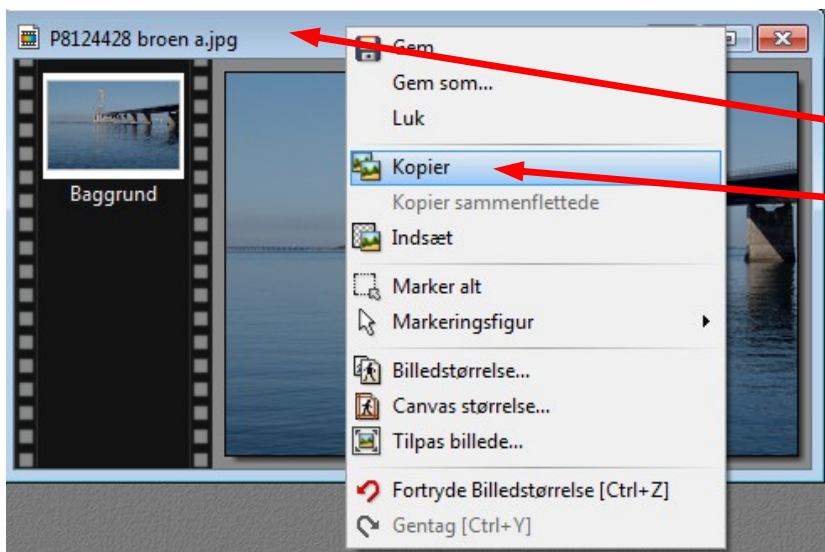 P8124428 broen a.jpg
Baggrund
Gem
Gem som...
Luk
Kopier
Kopier sammenflettede
Indsæt
Marker alt
Markeringsfigur
Billedstørrelse...
Canvas størrelse...
Tilpas billede...
Fortryde Billedstørrelse [Ctrl+Z]
Gentag [Ctrl+Y]